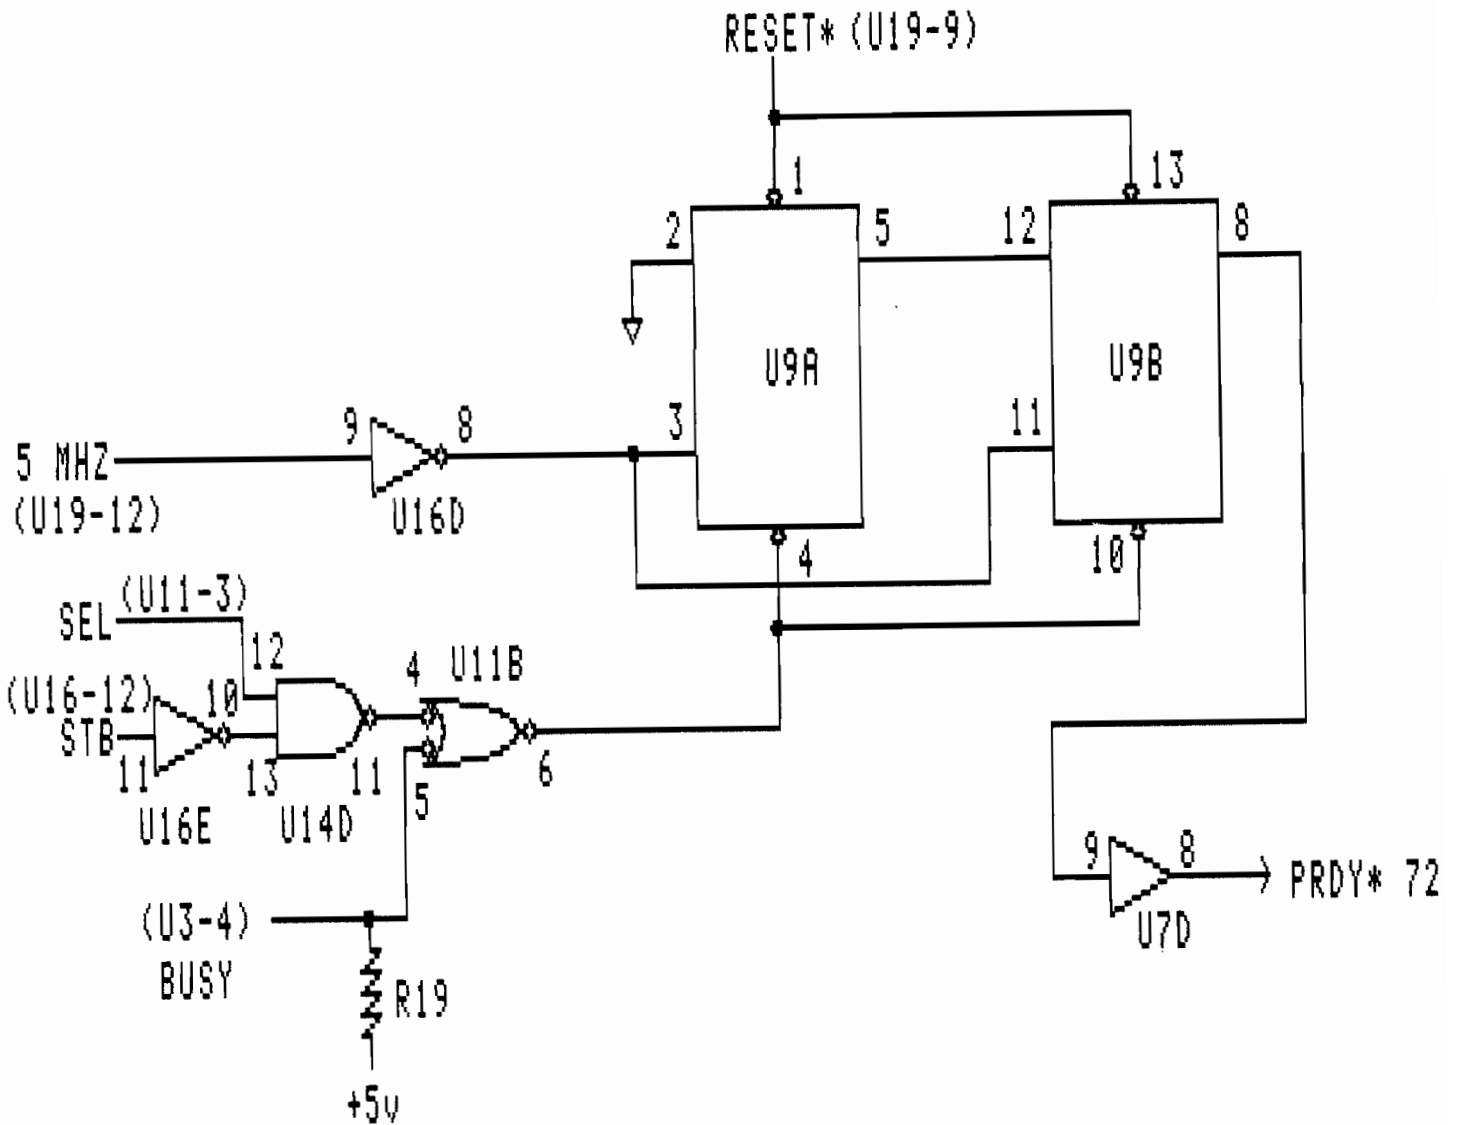 RESET* (U19-9)
1
13
2
5
12
8
U9A
U9B
9
8
3
11
5 MHZ
(U19-12)
U16D
4
10
(U11-3)
SEL
12
4
U11B
(U16-12)
10
STB
11
13
11
5
6
U16E
U14D
9
8
PRDY* 72
U7D
(U3-4)
BUSY
R19
+5v